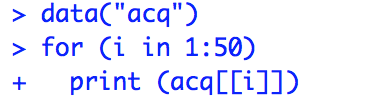 > data("acq")
> for (i in 1:50)
+   print (acq[[i]])